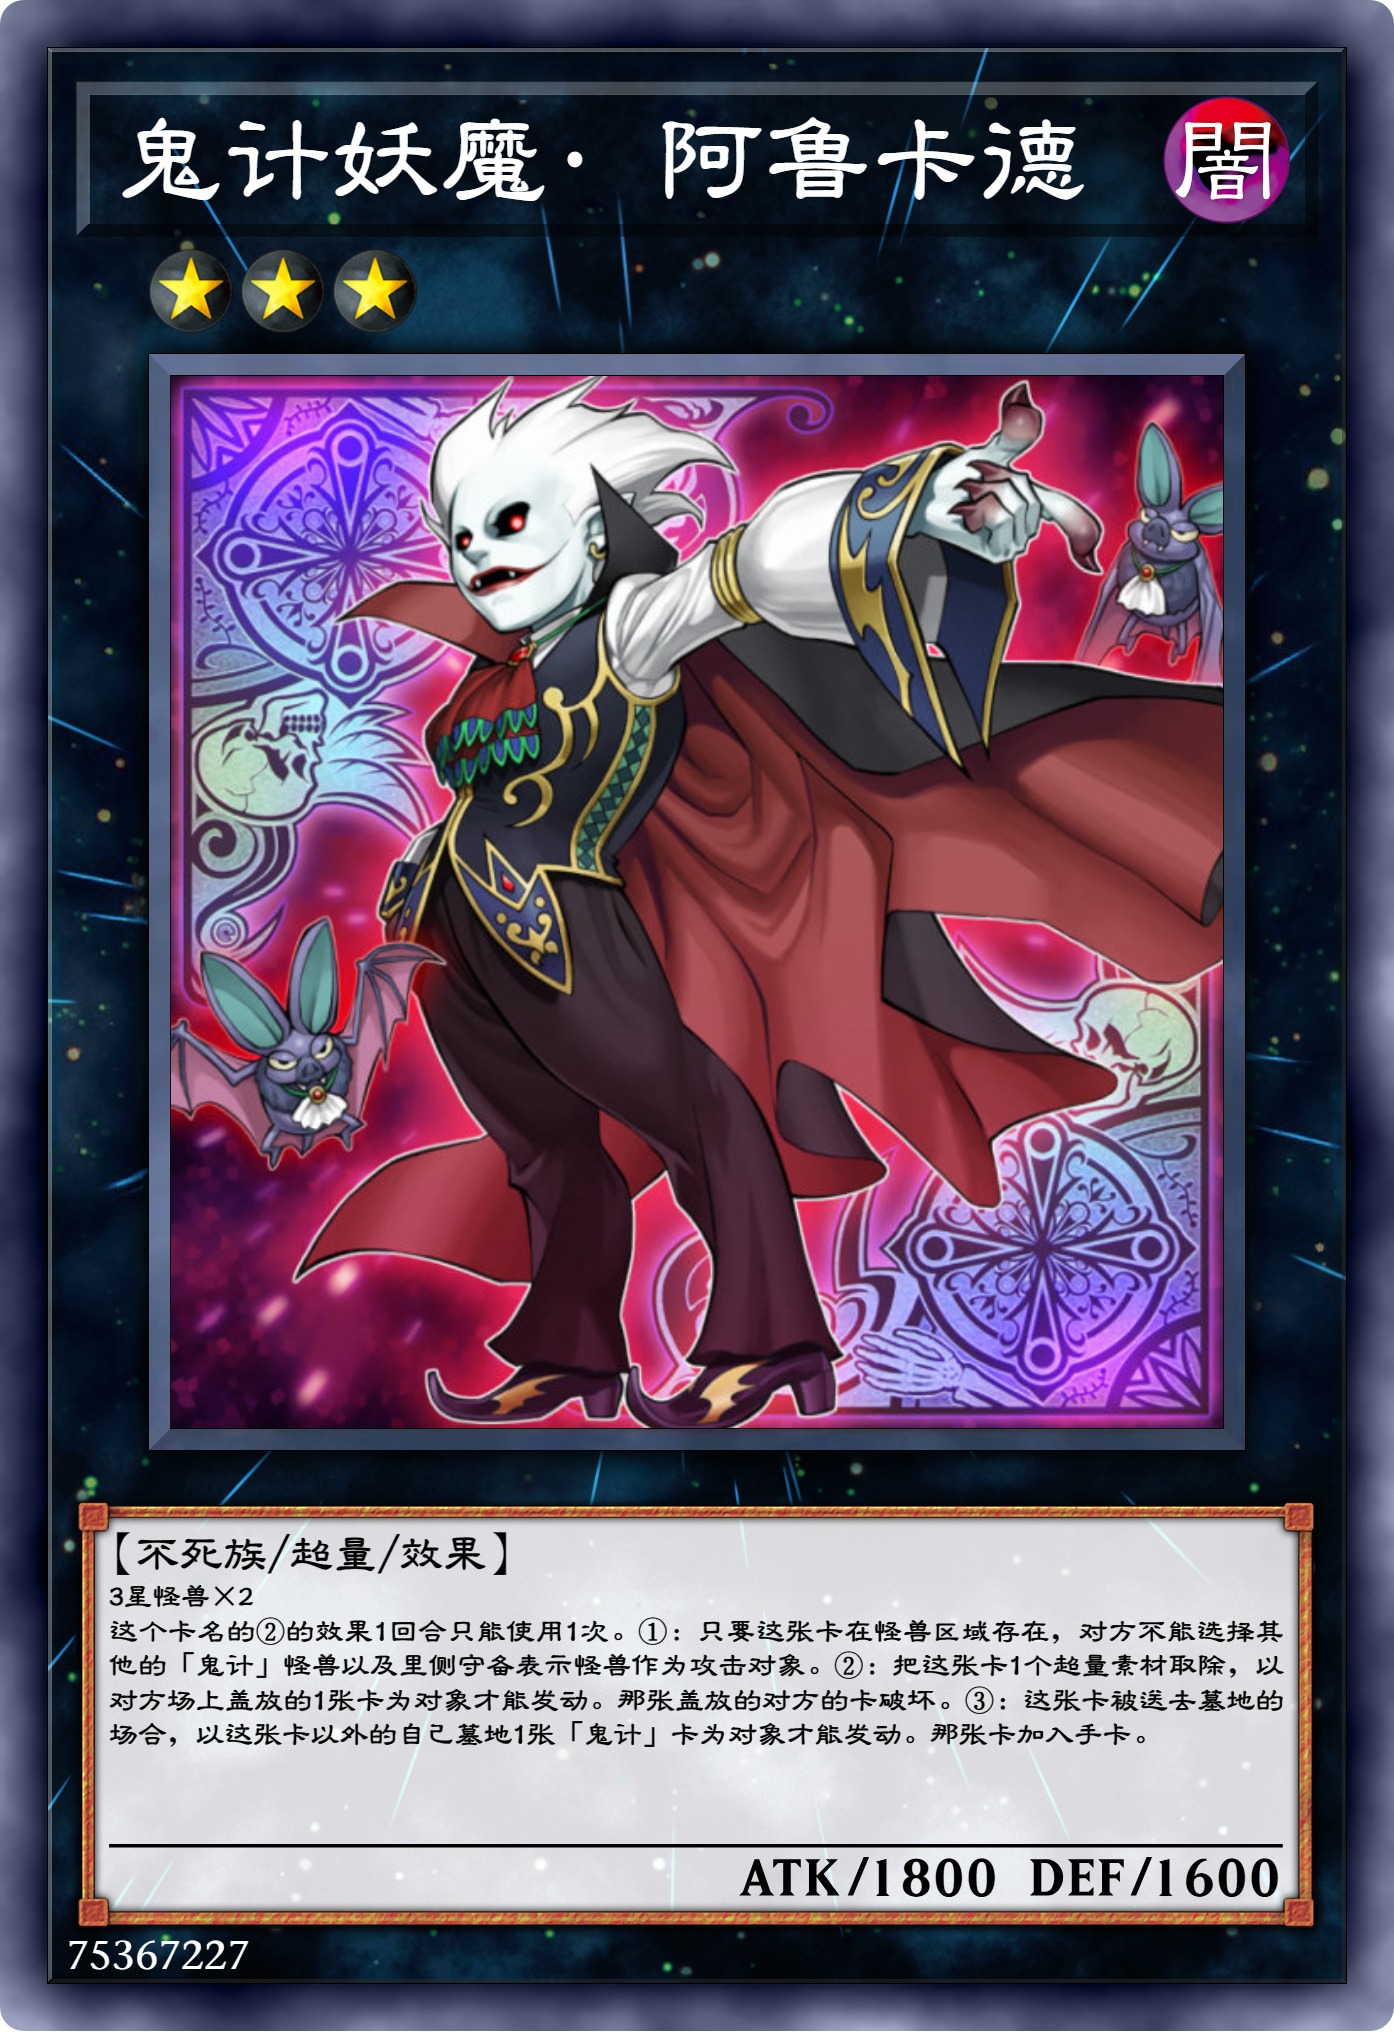 鬼计妖魔·阿鲁卡德 闇
【不死族/超量/效果】
3星怪兽×2
这个卡名的②的效果1回合只能使用1次。①：只要这张卡在怪兽区域存在，对方不能选择其
他的「鬼计」怪兽以及里侧守备表示怪兽作为攻击对象。②：把这张卡1个超量素材取除，以
对方场上盖放的1张卡为对象才能发动。那张盖放的对方的卡破坏。③：这张卡被送去墓地的
场合，以这张卡以外的自己墓地1张「鬼计」卡为对象才能发动。那张卡加入手卡。
ATK/1800 DEF/1600
75367227